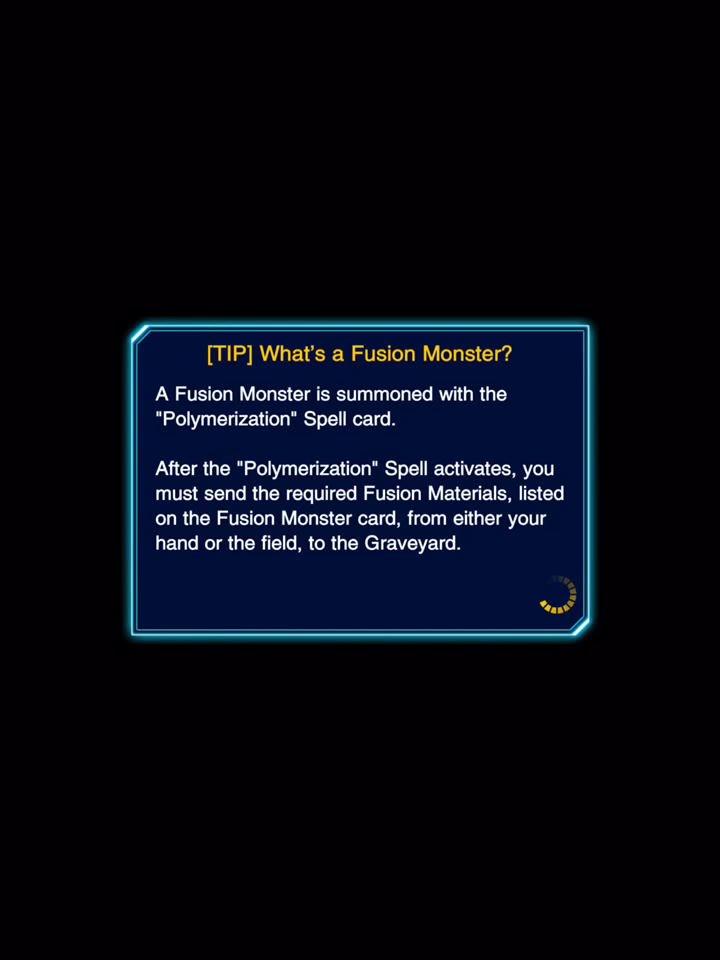 [TIP] What’s a Fusion Monster?
A Fusion Monster is summoned with the
"Polymerization" Spell card.
After the "Polymerization" Spell activates, you
must send the required Fusion Materials, listed
on the Fusion Monster card, from either your
hand or the field, to the Graveyard.